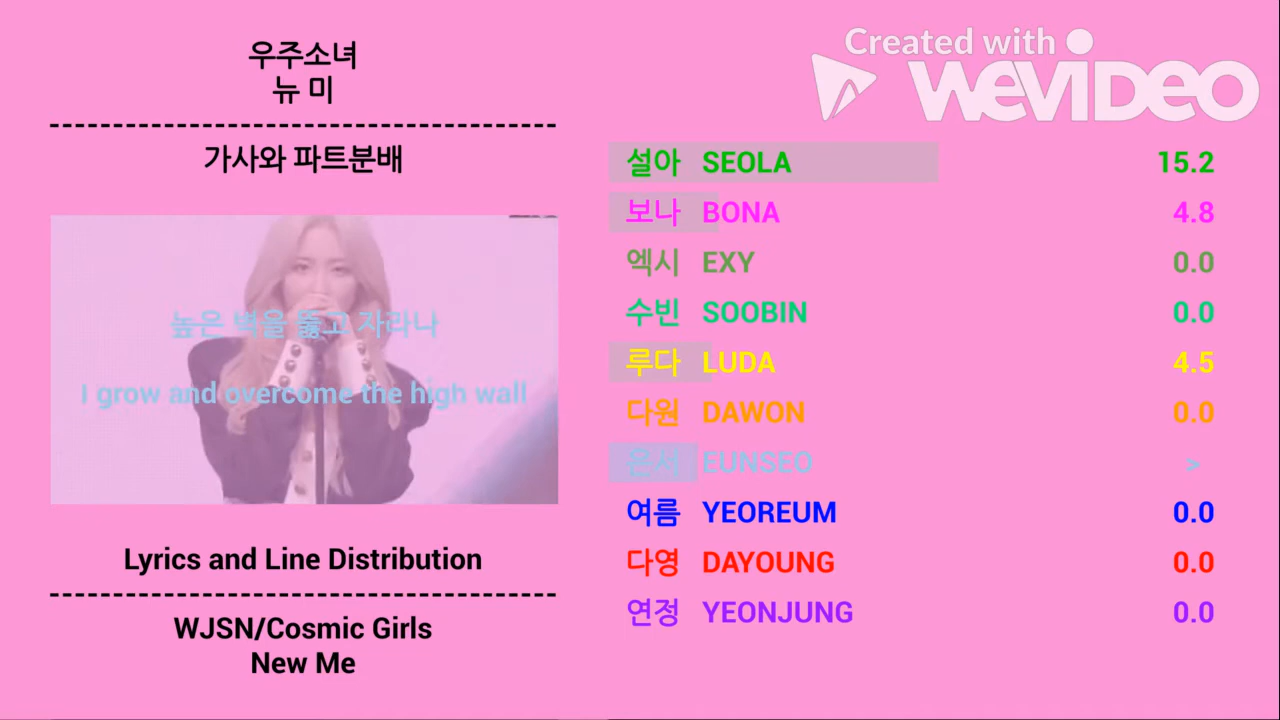 우주소녀
뉴 미
가사와 파트분배
높은 벽을 뚫고 자라나
I grow and overcome the high wall
Lyrics and Line Distribution
WJSN/Cosmic Girls
New Me
Created with
WEVIDEO
설아 SEOLA 15.2
보나 BONA 4.8
엑시 EXY 0.0
수빈 SOOBIN 0.0
루다 LUDA 4.5
다원 DAWON 0.0
은서 EUNSEO >
여름 YEOREUM 0.0
다영 DAYOUNG 0.0
연정 YEONJUNG 0.0